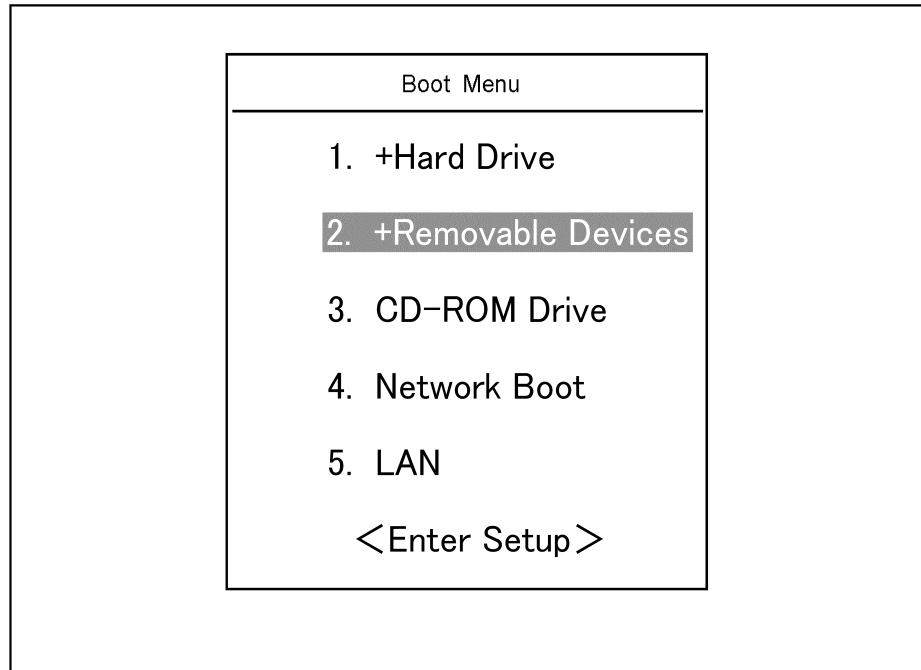 Boot Menu
1. +Hard Drive
2. +Removable Devices
3. CD-ROM Drive
4. Network Boot
5. LAN
<Enter Setup>